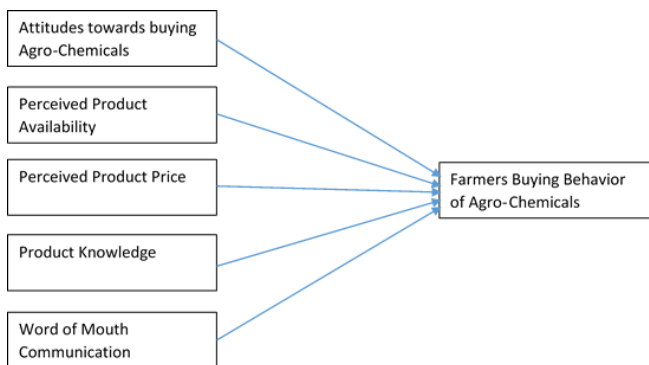 Attitudes towards buying
Agro-Chemicals
Perceived Product
Availability
Perceived Product Price
Product Knowledge
Word of Mouth
Communication
Farmers Buying Behavior
of Agro-Chemicals